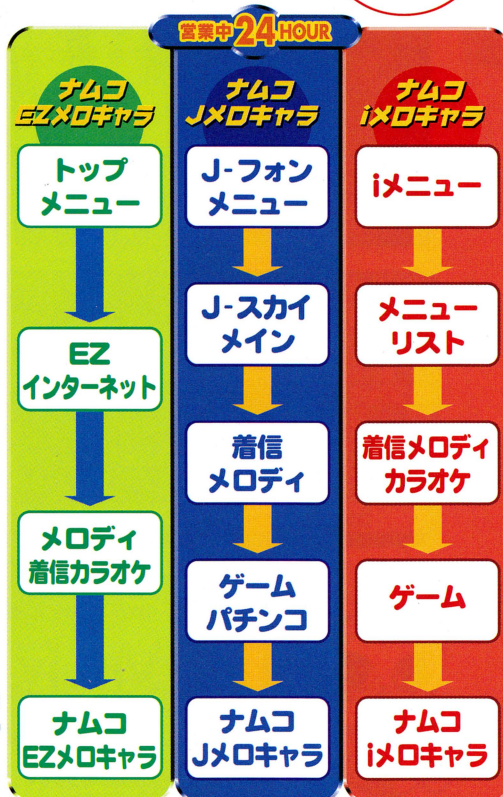 営業中24HOUR
ナムコ
EZメロキャラ
トップ
メニュー
EZ
インターネット
メロディ
着信カラオケ
ナムコ
EZメロキャラ
ナムコ
Jメロキャラ
J-フォン
メニュー
J-スカイ
メイン
着信
メロディ
ゲーム
パチンコ
ナムコ
Jメロキャラ
ナムコ
iメロキャラ
iメニュー
メニュー
リスト
着信メロディ
カラオケ
ゲーム
ナムコ
iメロキャラ